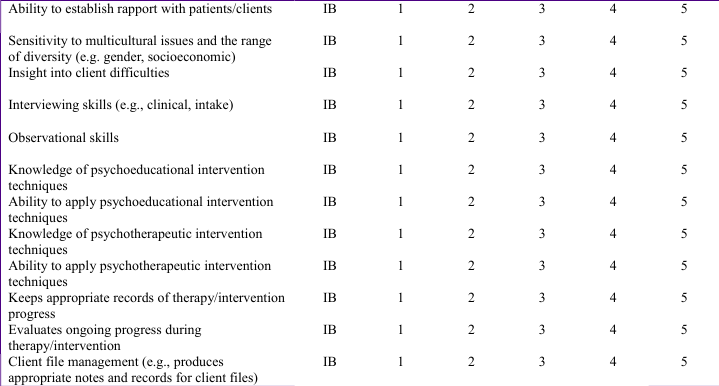 Ability to establish rapport with patients/clients IB 1 2 3 4 5
Sensitivity to multicultural issues and the range IB 1 2 3 4 5
of diversity (e.g. gender, socioeconomic)
Insight into client difficulties IB 1 2 3 4 5
Interviewing skills (e.g., clinical, intake) IB 1 2 3 4 5
Observational skills IB 1 2 3 4 5
Knowledge of psychoeducational intervention IB 1 2 3 4 5
techniques
Ability to apply psychoeducational intervention IB 1 2 3 4 5
techniques
Knowledge of psychotherapeutic intervention IB 1 2 3 4 5
techniques
Ability to apply psychotherapeutic intervention IB 1 2 3 4 5
techniques
Keeps appropriate records of therapy/intervention IB 1 2 3 4 5
progress
Evaluates ongoing progress during IB 1 2 3 4 5
therapy/intervention
Client file management (e.g., produces IB 1 2 3 4 5
appropriate notes and records for client files)